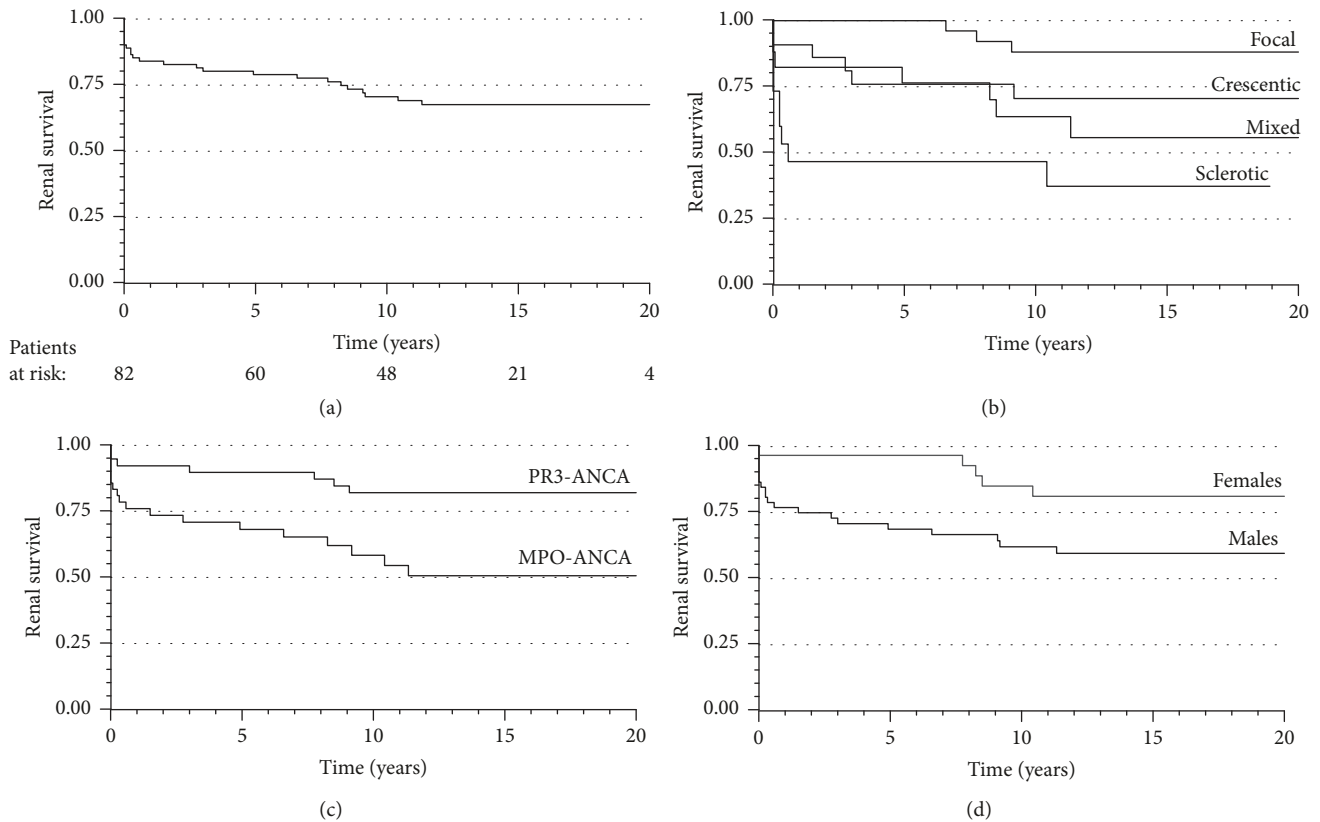 1.00
0.75
0.50
0.25
0.00
Renal survival
0 5 10 15 20
Time (years)
Patients
at risk: 82 60 48 21 4
(a)
1.00
0.75
0.50
0.25
0.00
Renal survival
Focal
Crescentic
Mixed
Sclerotic
0 5 10 15 20
Time (years)
(b)
1.00
0.75
0.50
0.25
0.00
Renal survival
PR3-ANCA
MPO-ANCA
0 5 10 15 20
Time (years)
(c)
1.00
0.75
0.50
0.25
0.00
Renal survival
Females
Males
0 5 10 15 20
Time (years)
(d)